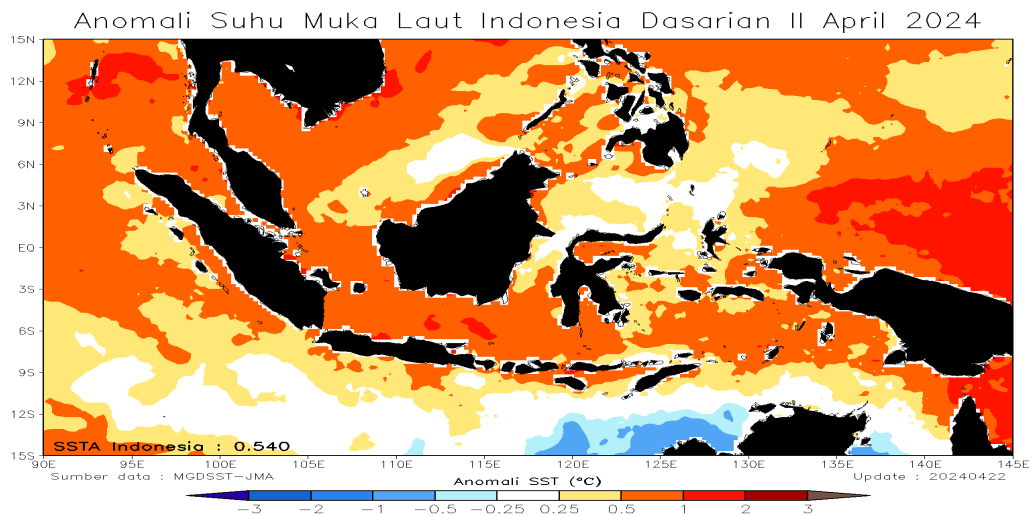 Anomali Suhu Muka Laut Indonesia Dasarian II April 2024
15N
12N
9N
6N
3N
EQ
3S
6S
9S
12S
15S
SSTA Indonesia : 0.540
90E 95E 100E 105E 110E 115E 120E 125E 130E 135E 140E 145E
Sumber data : MGDSST-JMA
Anomali SST (°C)
Update : 20240422
-3 -2 -1 -0.5 -0.25 0.25 0.5 1 2 3